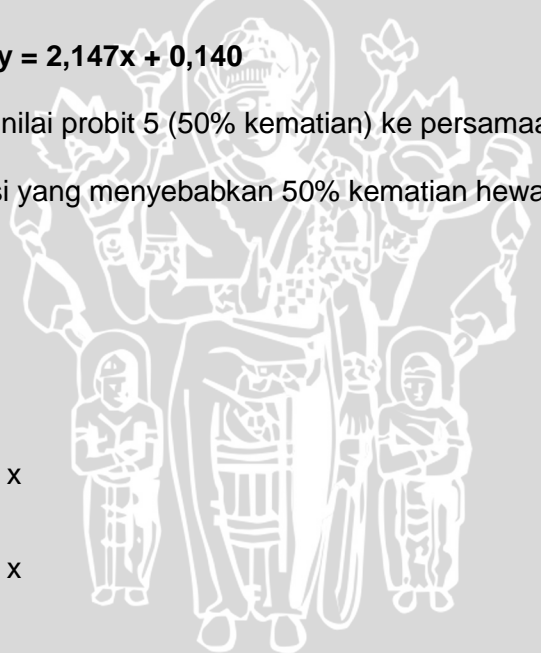 y = 2,147x + 0,140
nilai probit 5 (50% kematian) ke persamaa
si yang menyebabkan 50% kematian hewa
x
x